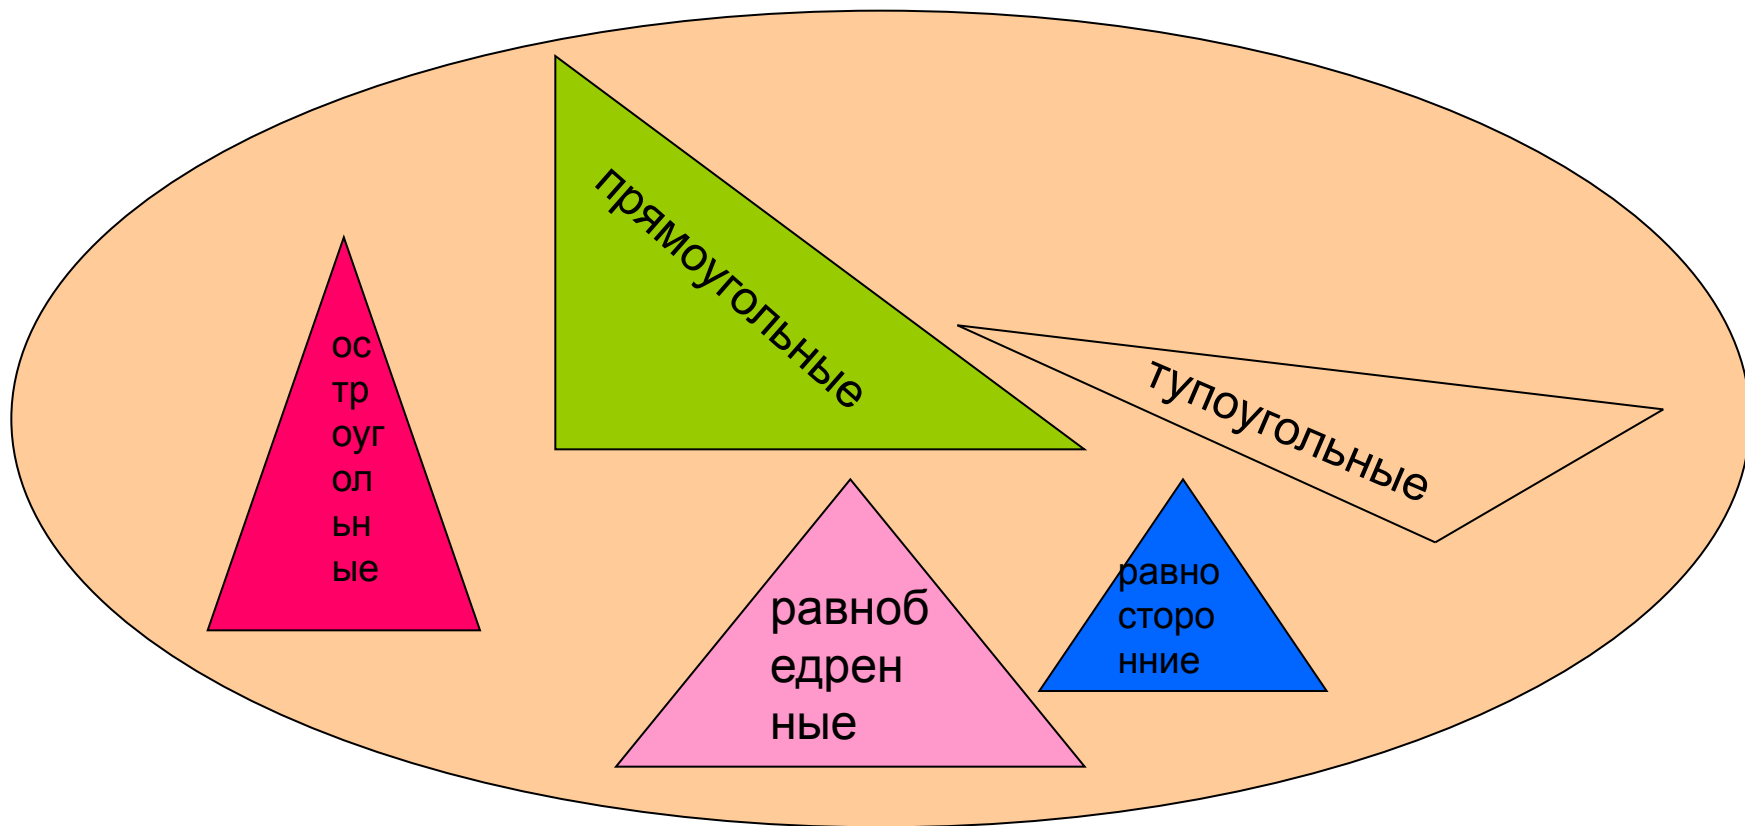 прямоугольные
ос
тр
оуг
ол
ьн
ые
тупоугольные
равноб
едрен
ные
равно
сторо
нние